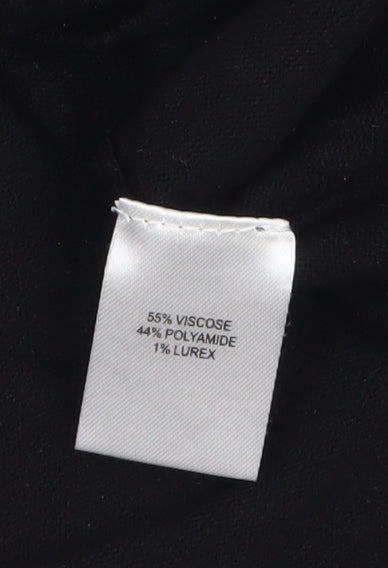 55% VISCOSE
44% POLYAMIDE
1% LUREX